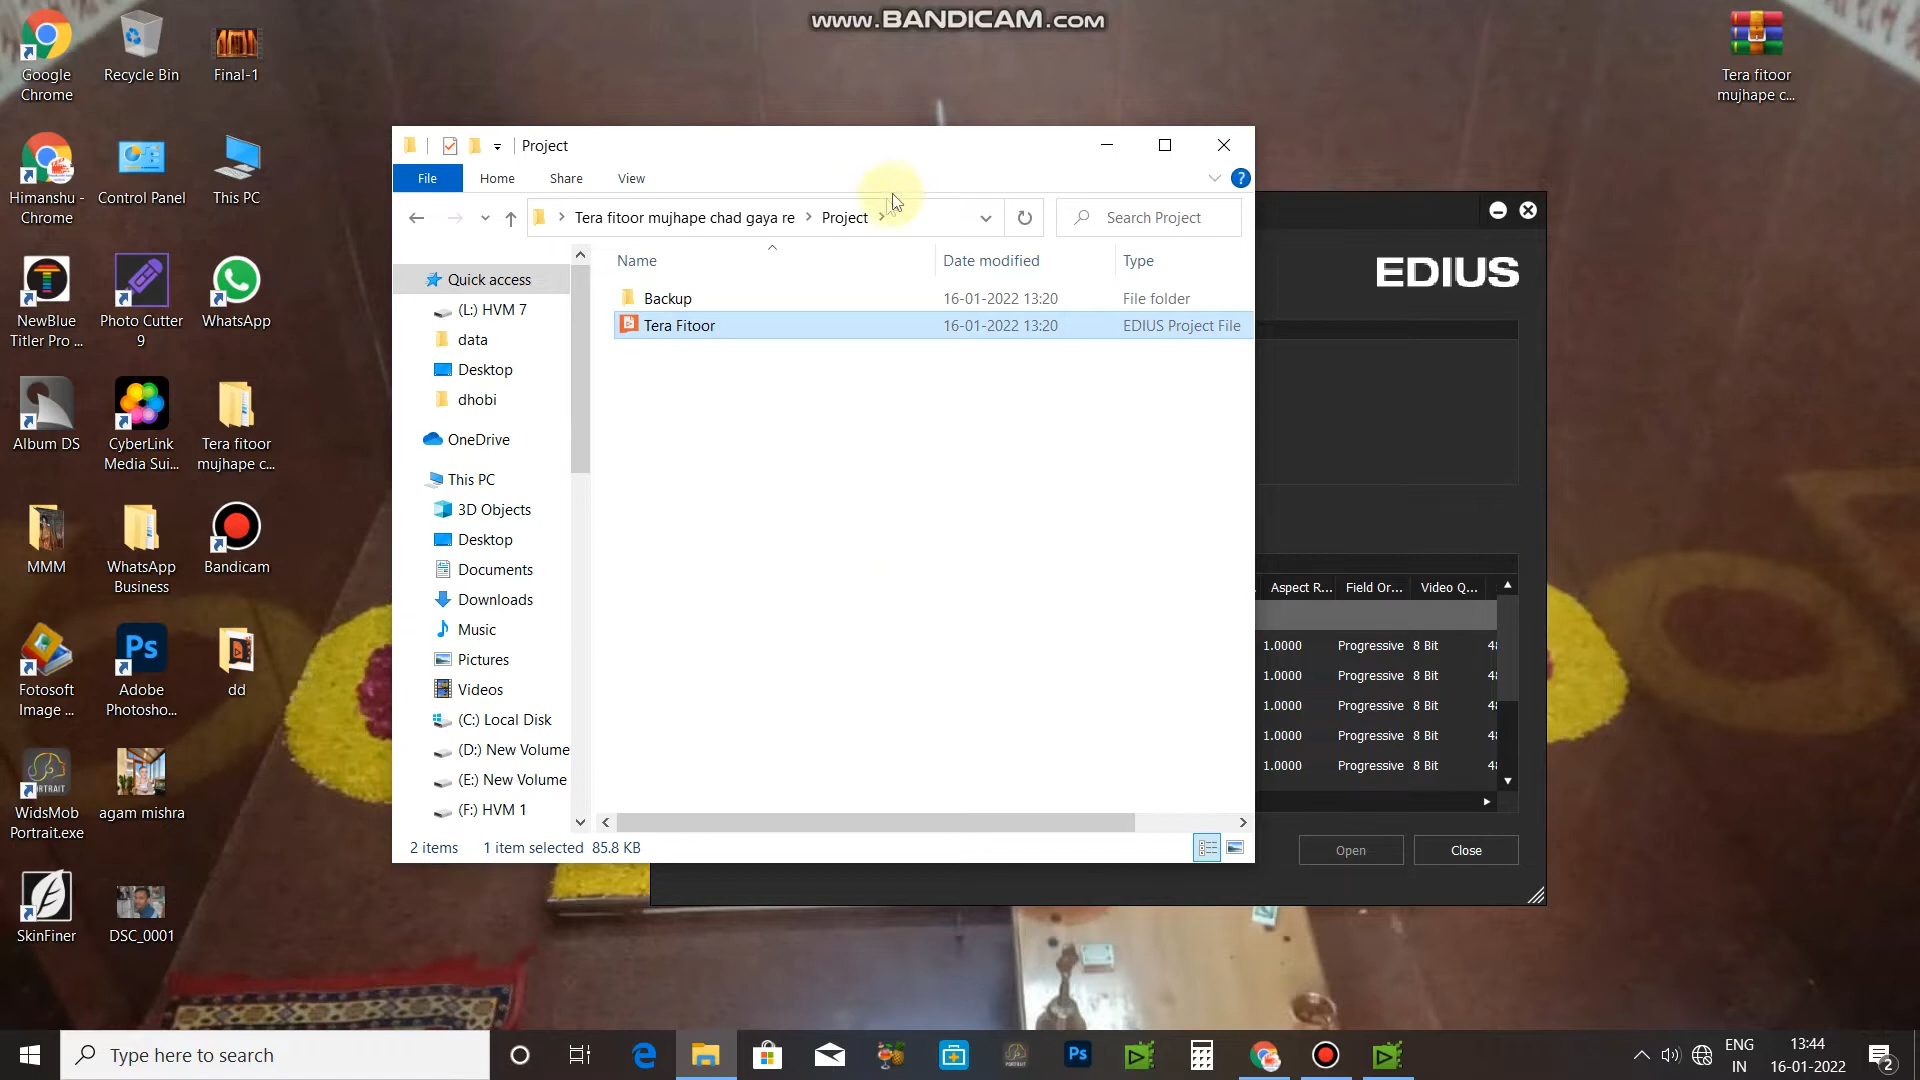 www.BANDICAM.com
Google
Chrome
Recycle Bin
Final-1
Tera fitoor
mujhape c...
Himanshu -
Chrome
Control Panel
This PC
NewBlue
Titler Pro ...
Photo Cutter
9
WhatsApp
Album DS
CyberLink
Media Sui...
Tera fitoor
mujhape c...
MMM
WhatsApp
Business
Bandicam
Fotosoft
Image ...
Adobe
Photosho...
dd
WidsMob
Portrait.exe
agam mishra
SkinFiner
DSC_0001
Project
File
Home
Share
View
Tera fitoor mujhape chad gaya re
Project
Search Project
Name
Date modified
Type
Backup
16-01-2022 13:20
File folder
Tera Fitoor
16-01-2022 13:20
EDIUS Project File
Quick access
(L:) HVM 7
data
Desktop
dhobi
OneDrive
This PC
3D Objects
Desktop
Documents
Downloads
Music
Pictures
Videos
(C:) Local Disk
(D:) New Volume
(E:) New Volume
(F:) HVM 1
2 items
1 item selected
85.8 KB
EDIUS
Aspect R...
Field Or...
Video Q...
1.0000 Progressive 8 Bit
1.0000 Progressive 8 Bit
1.0000 Progressive 8 Bit
1.0000 Progressive 8 Bit
1.0000 Progressive 8 Bit
Open
Close
Type here to search
Ps
ENG
IN
13:44
16-01-2022
2